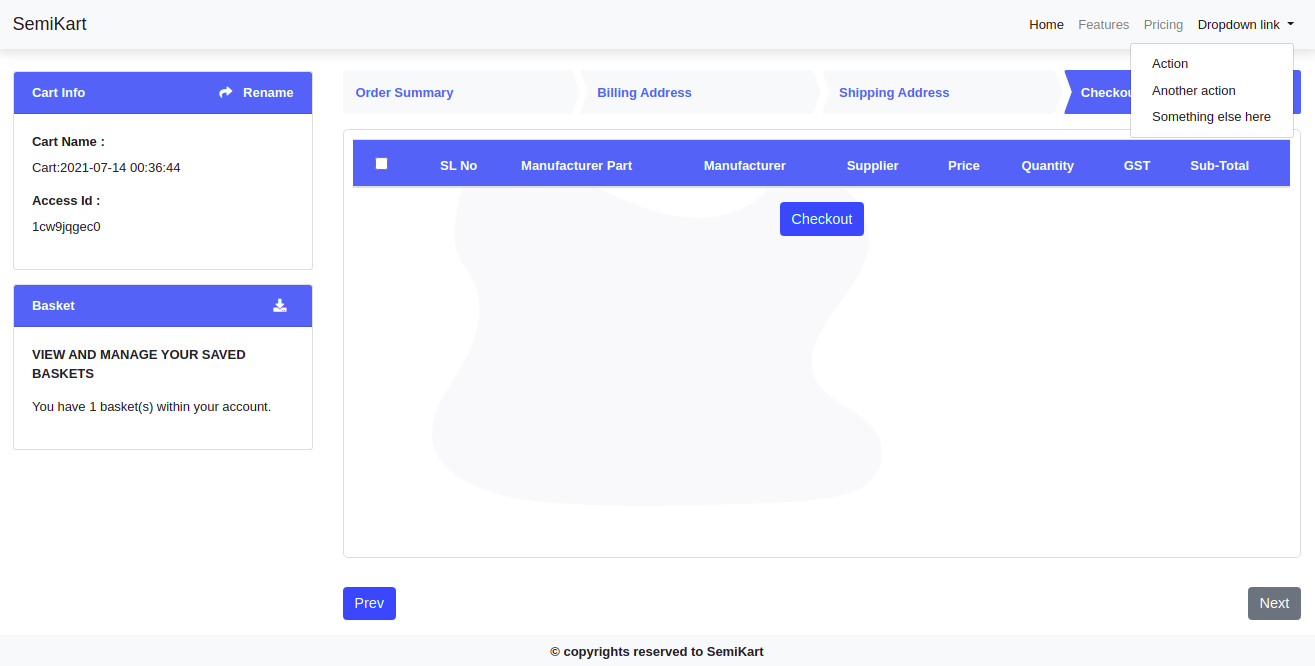 SemiKart
Home Features Pricing Dropdown link
Action
Another action
Something else here
Cart Info Rename
Cart Name :
Cart:2021-07-14 00:36:44
Access Id :
1cw9jqgec0
Basket
VIEW AND MANAGE YOUR SAVED
BASKETS
You have 1 basket(s) within your account.
Order Summary Billing Address Shipping Address
SL No Manufacturer Part Manufacturer Supplier Price Quantity GST Sub-Total
Checkout
Prev Next
© copyrights reserved to SemiKart